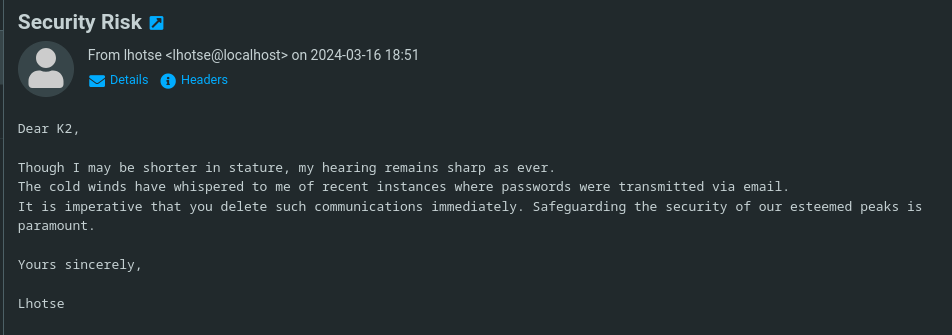 Security Risk
From lhotse <lhotse@localhost> on 2024-03-16 18:51
Details Headers
Dear K2,
Though I may be shorter in stature, my hearing remains sharp as ever.
The cold winds have whispered to me of recent instances where passwords were transmitted via email.
It is imperative that you delete such communications immediately. Safeguarding the security of our esteemed peaks is
paramount.
Yours sincerely,
Lhotse